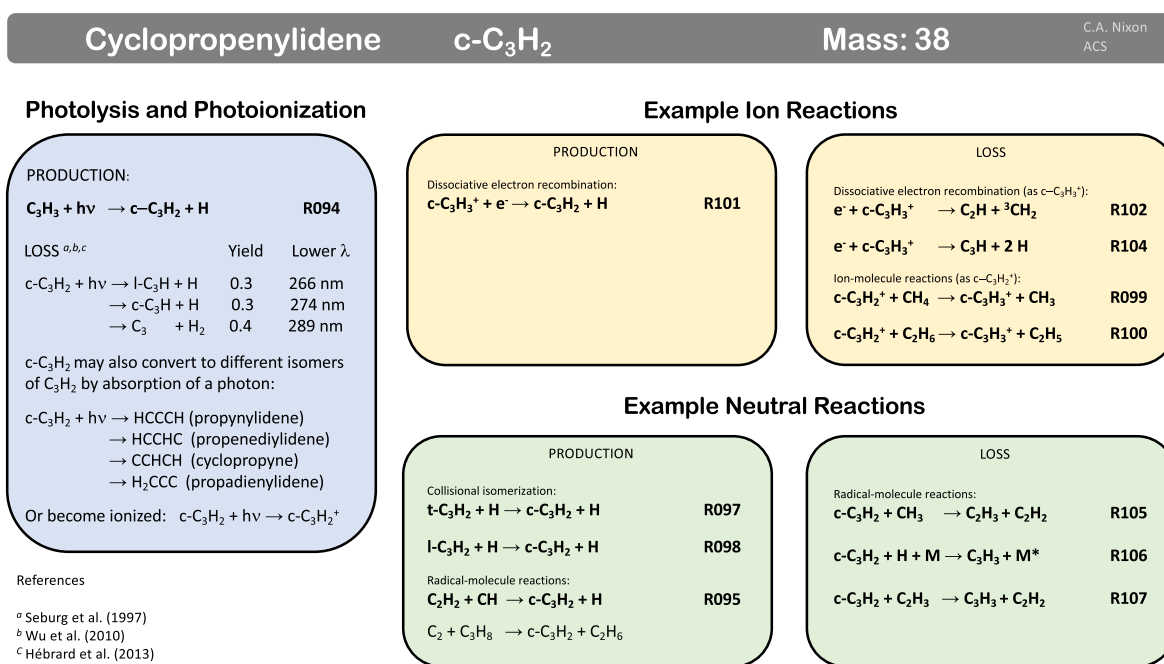 Cyclopropenylidene c-C₃H₂ Mass: 38 C.A. Nixon
ACS
Photolysis and Photoionization
PRODUCTION:
C₃H₃ + hν → c–C₃H₂ + H R094
LOSS ᵃ,ᵇ,ᶜ Yield Lower λ
c-C₃H₂ + hν → l-C₃H + H 0.3 266 nm
→ c-C₃H + H 0.3 274 nm
→ C₃ + H₂ 0.4 289 nm
c-C₃H₂ may also convert to different isomers
of C₃H₂ by absorption of a photon:
c-C₃H₂ + hν → HCCCH (propynylidene)
→ HCCHC (propenediylidene)
→ CCHCH (cyclopropyne)
→ H₂CCC (propadienylidene)
Or become ionized: c-C₃H₂ + hν → c-C₃H₂⁺
References
ᵃ Seburg et al. (1997)
ᵇ Wu et al. (2010)
ᶜ Hébrard et al. (2013)
Example Ion Reactions
PRODUCTION
Dissociative electron recombination:
c-C₃H₃⁺ + e⁻ → c-C₃H₂ + H R101
LOSS
Dissociative electron recombination (as c–C₃H₃⁺):
e⁻ + c-C₃H₃⁺ → C₂H + ³CH₂ R102
e⁻ + c-C₃H₃⁺ → C₃H + 2 H R104
Ion-molecule reactions (as c–C₃H₂⁺):
c-C₃H₂⁺ + CH₄ → c-C₃H₃⁺ + CH₃ R099
c-C₃H₂⁺ + C₂H₆ → c-C₃H₃⁺ + C₂H₅ R100
Example Neutral Reactions
PRODUCTION
Collisional isomerization:
t-C₃H₂ + H → c-C₃H₂ + H R097
l-C₃H₂ + H → c-C₃H₂ + H R098
Radical-molecule reactions:
C₂H₂ + CH → c-C₃H₂ + H R095
C₂ + C₃H₈ → c-C₃H₂ + C₂H₆
LOSS
Radical-molecule reactions:
c-C₃H₂ + CH₃ → C₂H₃ + C₂H₂ R105
c-C₃H₂ + H + M → C₃H₃ + M* R106
c-C₃H₂ + C₂H₃ → C₃H₃ + C₂H₂ R107